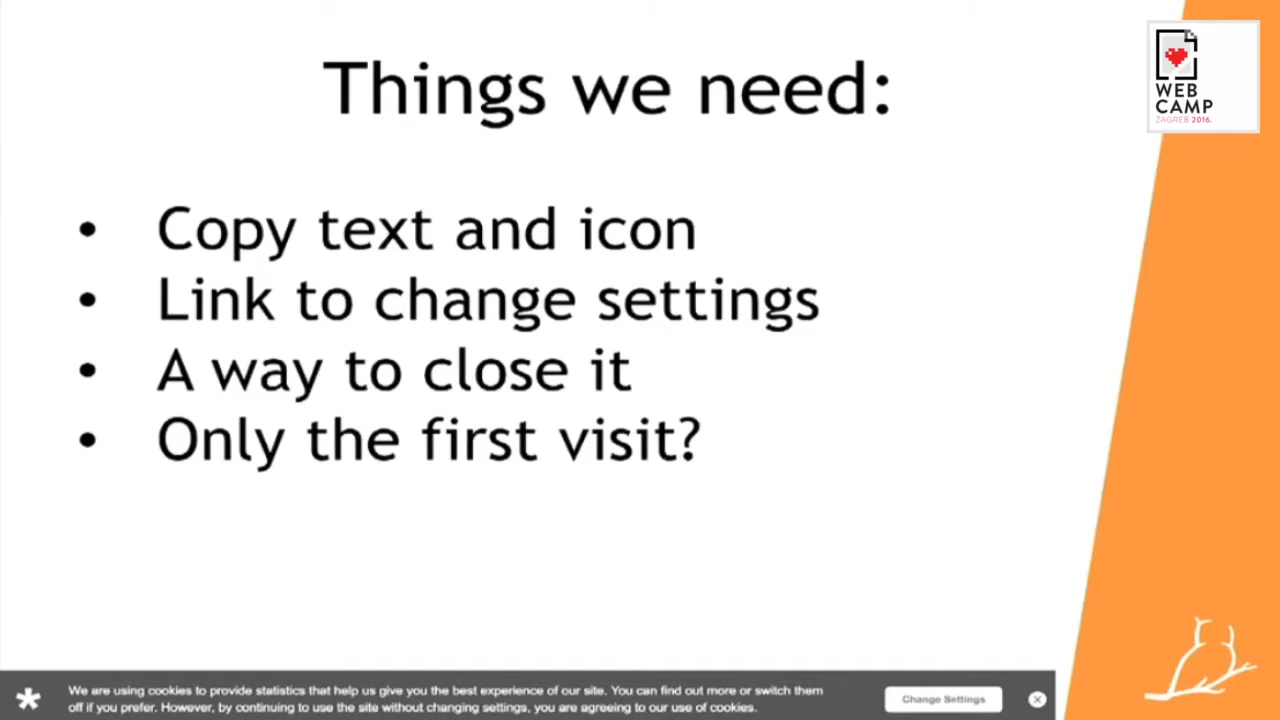 Things we need:
WEB
CAMP
ZAGREB 2016.
• Copy text and icon
• Link to change settings
• A way to close it
• Only the first visit?
We are using cookies to provide statistics that help us give you the best experience of our site. You can find out more or switch them
off if you prefer. However, by continuing to use the site without changing settings, you are agreeing to our use of cookies.
Change Settings